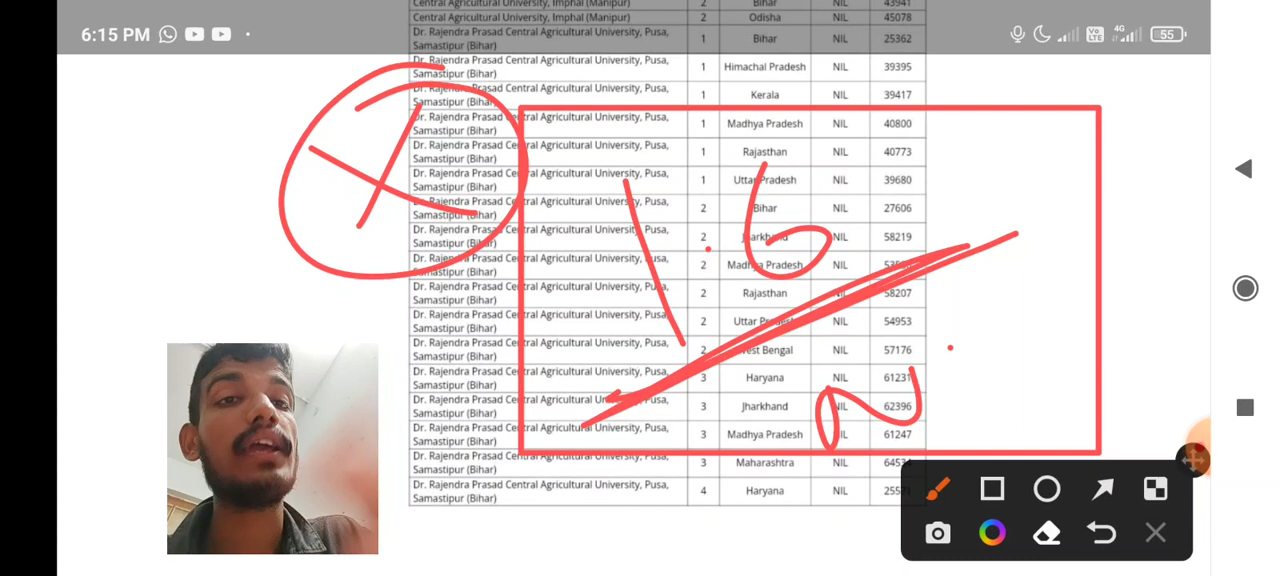 Central Agricultural University, Imphal (Manipur) 2 Bihar NIL 43941
Central Agricultural University, Imphal (Manipur) 2 Odisha NIL 45078
Dr. Rajendra Prasad Central Agricultural University, Pusa,
Samastipur (Bihar) 1 Bihar NIL 25362
6:15 PM 4G Vo LTE 55
Dr. Rajendra Prasad Central Agricultural University, Pusa,
Samastipur (Bihar) 1 Himachal Pradesh NIL 39395
Dr. Rajendra Prasad Central Agricultural University, Pusa,
Samastipur (Bihar) 1 Kerala NIL 39417
Dr. Rajendra Prasad Central Agricultural University, Pusa,
Samastipur (Bihar) 1 Madhya Pradesh NIL 40800
Dr. Rajendra Prasad Central Agricultural University, Pusa,
Samastipur (Bihar) 1 Rajasthan NIL 40773
Dr. Rajendra Prasad Central Agricultural University, Pusa,
Samastipur (Bihar) 1 Uttar Pradesh NIL 39680
Dr. Rajendra Prasad Central Agricultural University, Pusa,
Samastipur (Bihar) 2 Bihar NIL 27606
Dr. Rajendra Prasad Central Agricultural University, Pusa,
Samastipur (Bihar) 2 Jharkhand NIL 58219
Dr. Rajendra Prasad Central Agricultural University, Pusa,
Samastipur (Bihar) 2 Madhya Pradesh NIL
Dr. Rajendra Prasad Central Agricultural University, Pusa,
Samastipur (Bihar) 2 Rajasthan NIL 58207
Dr. Rajendra Prasad Central Agricultural University, Pusa,
Samastipur (Bihar) 2 Uttar Pradesh NIL 54953
Dr. Rajendra Prasad Central Agricultural University, Pusa,
Samastipur (Bihar) 2 West Bengal NIL 57176
Dr. Rajendra Prasad Central Agricultural University, Pusa,
Samastipur (Bihar) 3 Haryana NIL 61231
Dr. Rajendra Prasad Central Agricultural University, Pusa,
Samastipur (Bihar) 3 Jharkhand NIL 62396
Dr. Rajendra Prasad Central Agricultural University, Pusa,
Samastipur (Bihar) 3 Madhya Pradesh NIL 61247
Dr. Rajendra Prasad Central Agricultural University, Pusa,
Samastipur (Bihar) 3 Maharashtra NIL
Dr. Rajendra Prasad Central Agricultural University, Pusa,
Samastipur (Bihar) 4 Haryana NIL